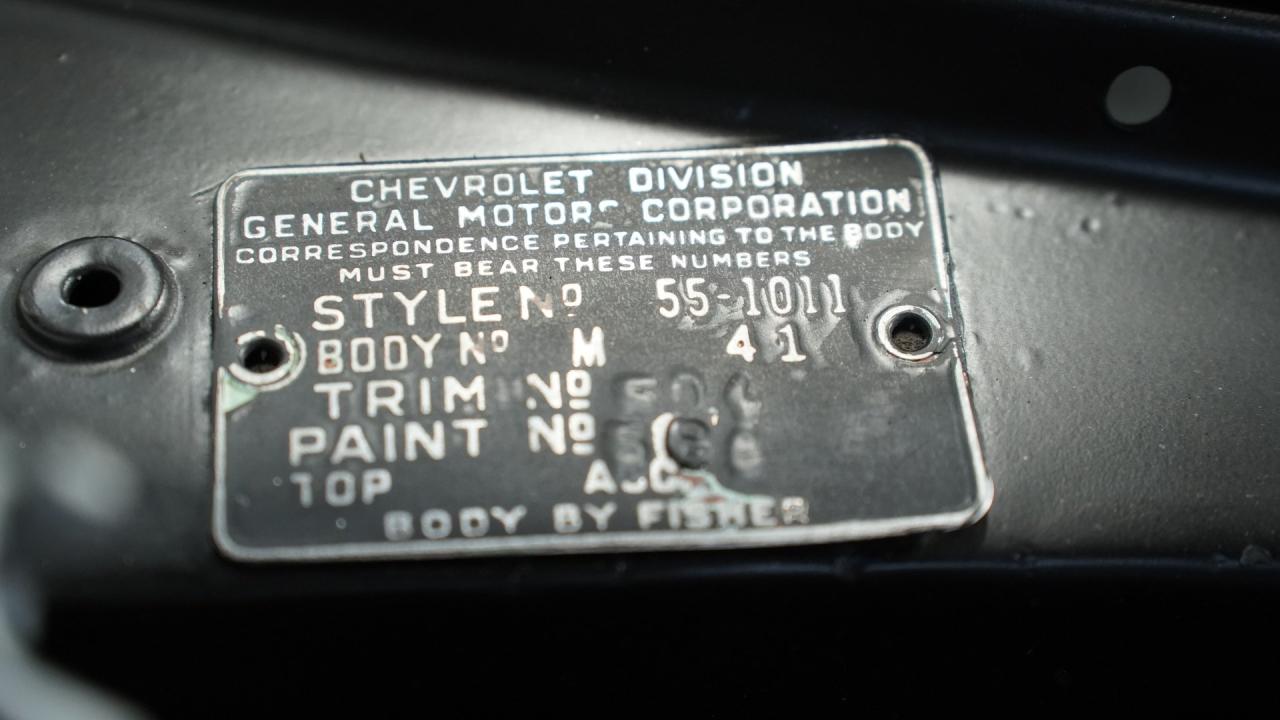 CHEVROLET DIVISION
GENERAL MOTORS CORPORATION
CORRESPONDENCE PERTAINING TO THE BODY
MUST BEAR THESE NUMBERS
STYLE Nº 55-1011
BODY Nº M 41
TRIM Nº
PAINT Nº
TOP
BODY BY FISHER